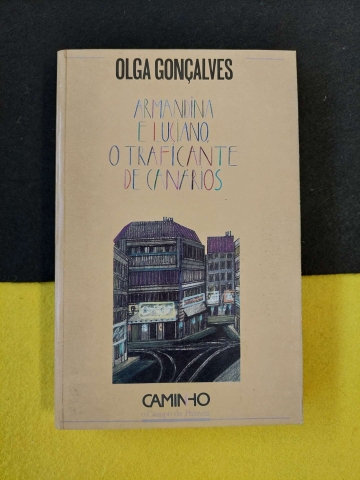 OLGA GONÇALVES
ARMANDINA
E LUCIANO,
O TRAFICANTE
DE CANÁRIOS
CAMINHO